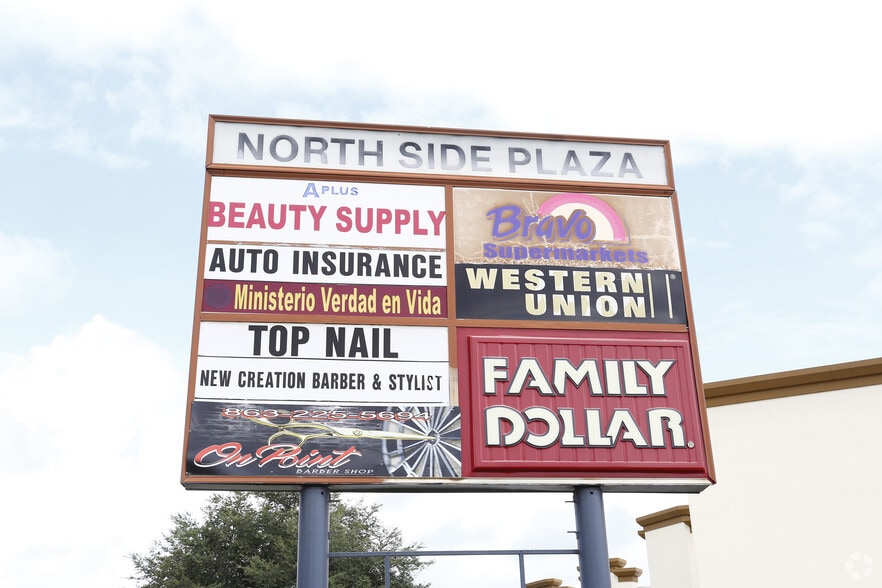 NORTH SIDE PLAZA
APLUS
BEAUTY SUPPLY
AUTO INSURANCE
Ministerio Verdad en Vida
TOP NAIL
NEW CREATION BARBER & STYLIST
863-225-5694
On Point
BARBER SHOP
Bravo
Supermarkets
WESTERN
UNION ®
FAMILY
DOLLAR ®